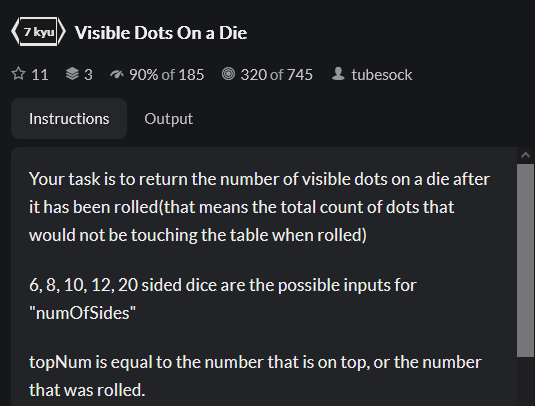 7 kyu Visible Dots On a Die
11 3 90% of 185 320 of 745 tubesock
Instructions Output
Your task is to return the number of visible dots on a die after
it has been rolled(that means the total count of dots that
would not be touching the table when rolled)
6, 8, 10, 12, 20 sided dice are the possible inputs for
"numOfSides"
topNum is equal to the number that is on top, or the number
that was rolled.